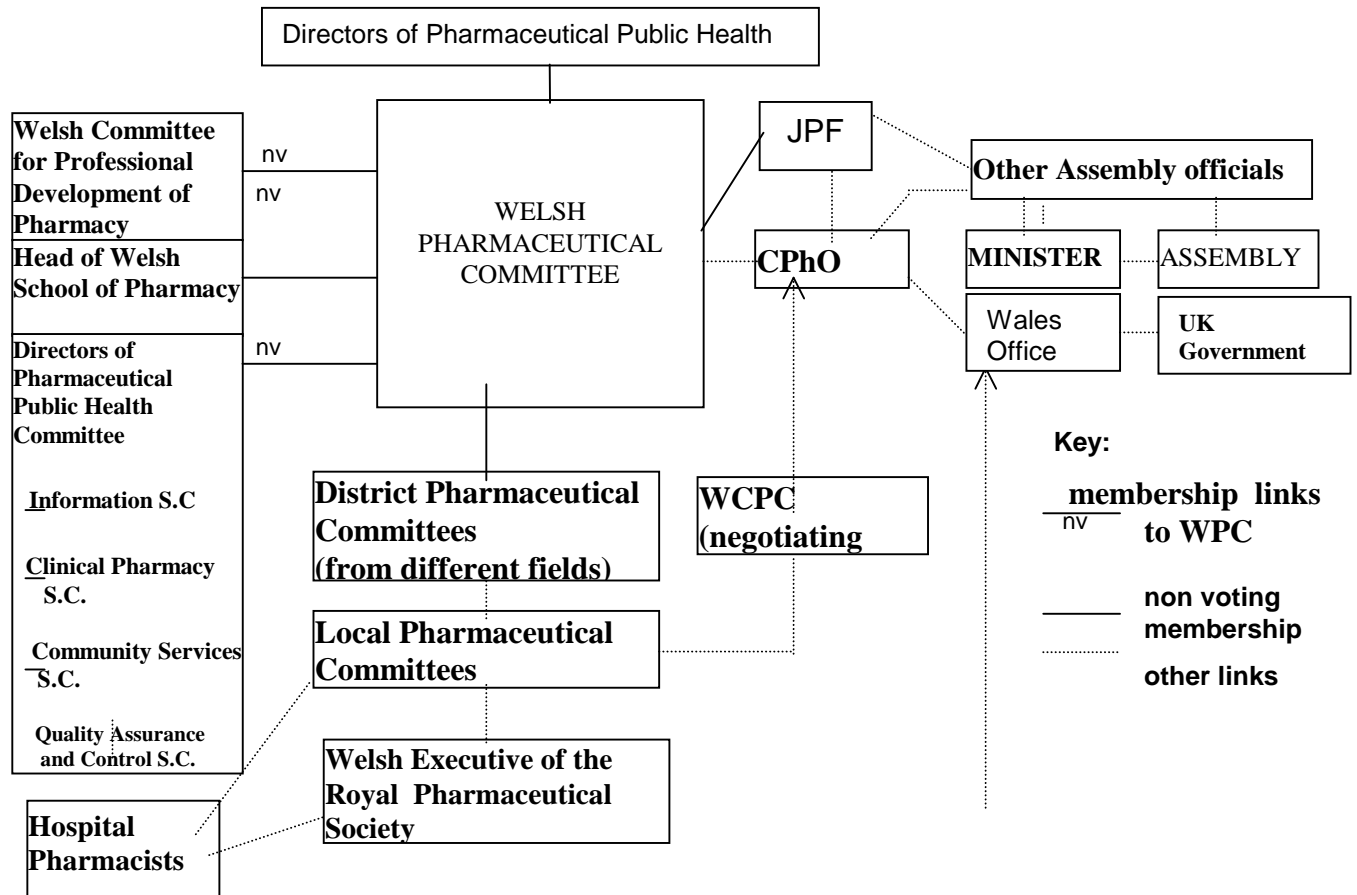 Directors of Pharmaceutical Public Health
Welsh Committee
for Professional
Development of
Pharmacy
Head of Welsh
School of Pharmacy
Directors of
Pharmaceutical
Public Health
Committee
Information S.C
Clinical Pharmacy
S.C.
Community Services
S.C.
Quality Assurance
and Control S.C.
Hospital
Pharmacists
nv
nv
nv
WELSH
PHARMACEUTICAL
COMMITTEE
District Pharmaceutical
Committees
(from different fields)
Local Pharmaceutical
Committees
Welsh Executive of the
Royal Pharmaceutical
Society
JPF
CPhO
WCPC
(negotiating
Other Assembly officials
MINISTER
ASSEMBLY
Wales
Office
UK
Government
Key:
membership links
nv to WPC
non voting
membership
other links